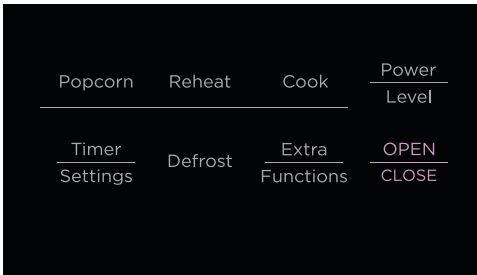 Popcorn Reheat Cook Power
Level
Timer
Settings Defrost Extra
Functions OPEN
CLOSE